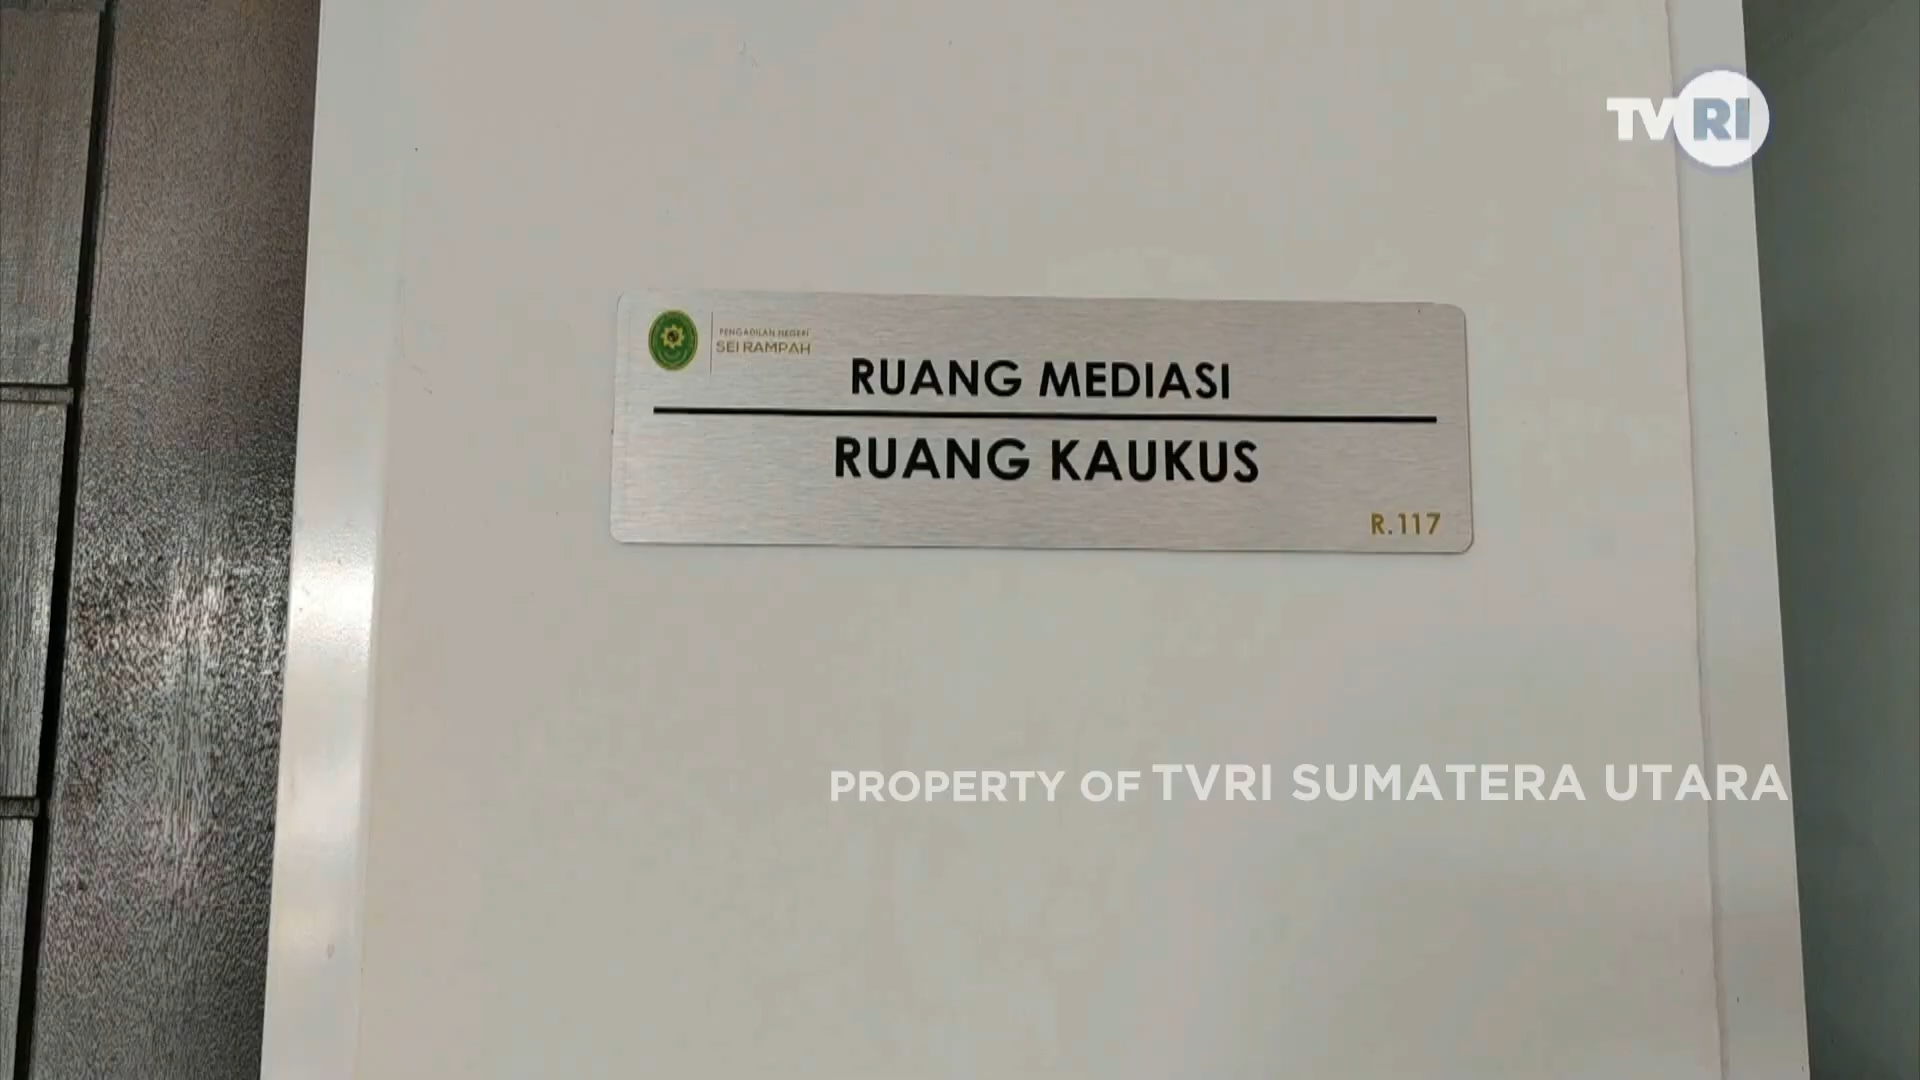 TVRI
PENGADILAN NEGERI
SEI RAMPAH
RUANG MEDIASI
RUANG KAUKUS
R.117
PROPERTY OF TVRI SUMATERA UTARA